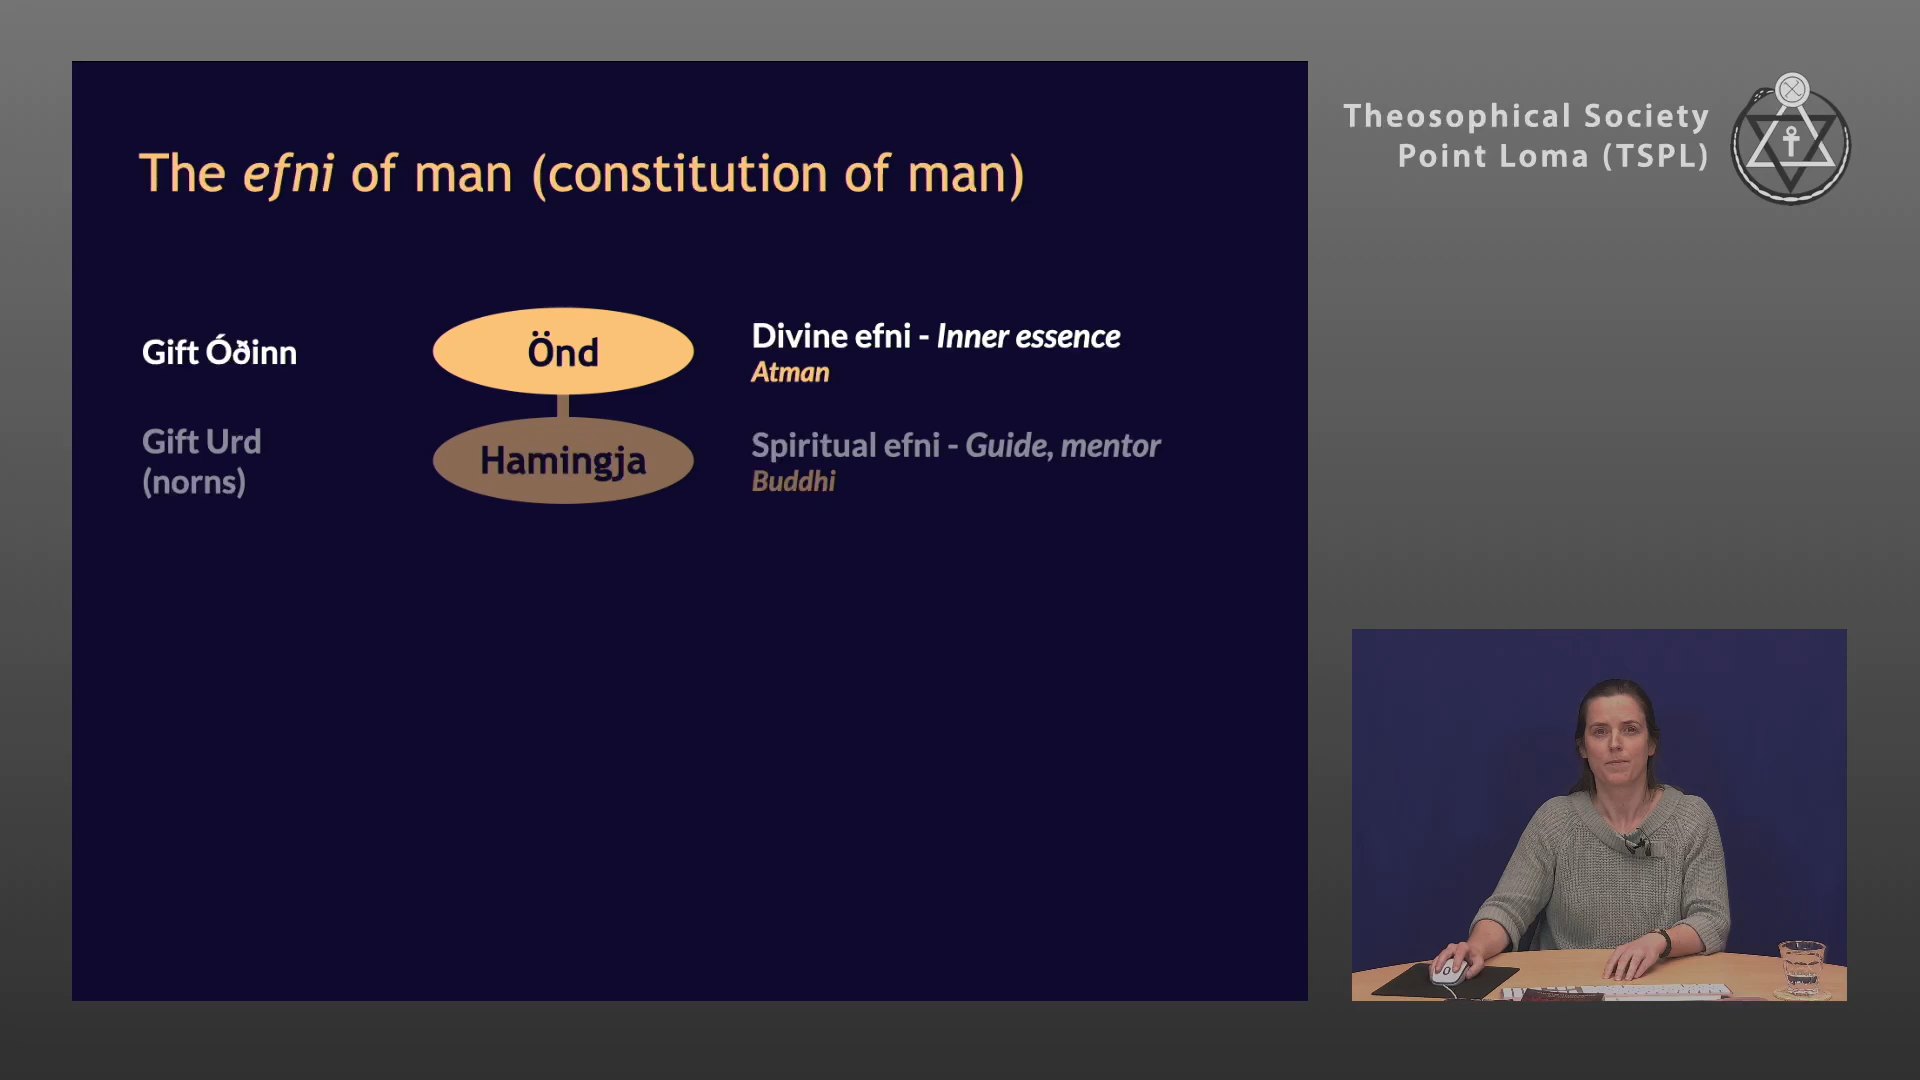 The efni of man (constitution of man)
Gift Óðinn
Önd
Divine efni - Inner essence
Atman
Gift Urd
(norns)
Hamingja
Spiritual efni - Guide, mentor
Buddhi
Theosophical Society
Point Loma (TSPL)